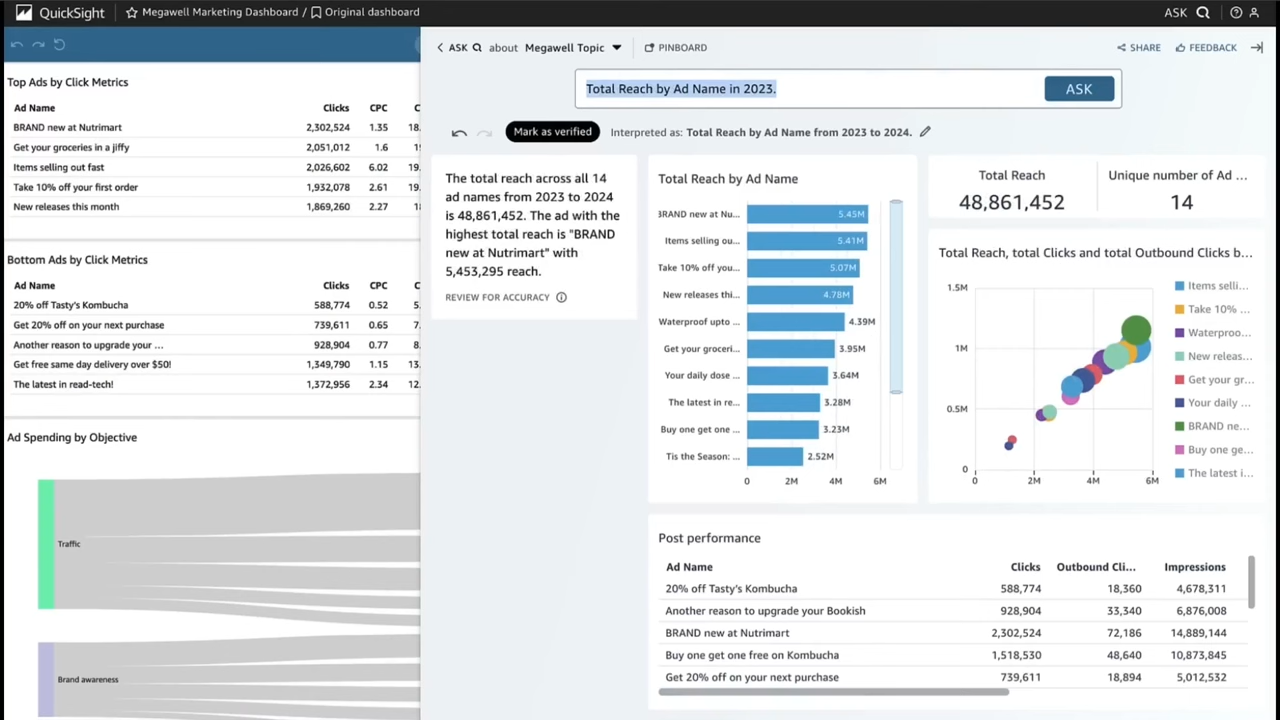 QuickSight
Megawell Marketing Dashboard / Original dashboard
ASK
Top Ads by Click Metrics
Ad Name Clicks CPC C
BRAND new at Nutrimart 2,302,524 1.35 18.
Get your groceries in a jiffy 2,051,012 1.6 19
Items selling out fast 2,026,602 6.02 19.
Take 10% off your first order 1,932,078 2.61 19.
New releases this month 1,869,260 2.27 18
Bottom Ads by Click Metrics
Ad Name Clicks CPC C
20% off Tasty's Kombucha 588,774 0.52 5.
Get 20% off on your next purchase 739,611 0.65 7.
Another reason to upgrade your ... 928,904 0.77 8.
Get free same day delivery over $50! 1,349,790 1.15 13.
The latest in read-tech! 1,372,956 2.34 12.
Ad Spending by Objective
Traffic
Brand awareness
ASK about Megawell Topic
PINBOARD
SHARE
FEEDBACK
Total Reach by Ad Name in 2023.
ASK
Mark as verified
Interpreted as: Total Reach by Ad Name from 2023 to 2024.
The total reach across all 14
ad names from 2023 to 2024
is 48,861,452. The ad with the
highest total reach is "BRAND
new at Nutrimart" with
5,453,295 reach.
REVIEW FOR ACCURACY
Total Reach by Ad Name
BRAND new at Nu... 5.45M
Items selling ou... 5.41M
Take 10% off you... 5.07M
New releases thi... 4.78M
Waterproof upto ... 4.39M
Get your groceri... 3.95M
Your daily dose ... 3.64M
The latest in re... 3.28M
Buy one get one ... 3.23M
Tis the Season: ... 2.52M
0 2M 4M 6M
Total Reach
48,861,452
Unique number of Ad ...
14
Total Reach, total Clicks and total Outbound Clicks b...
1.5M
1M
0.5M
0
0 2M 4M 6M
Items selli...
Take 10% ...
Waterproo...
New releas...
Get your gr...
Your daily ...
BRAND ne...
Buy one ge...
The latest i...
Post performance
Ad Name Clicks Outbound Cli... Impressions
20% off Tasty's Kombucha 588,774 18,360 4,678,311
Another reason to upgrade your Bookish 928,904 33,340 6,876,008
BRAND new at Nutrimart 2,302,524 72,186 14,889,144
Buy one get one free on Kombucha 1,518,530 48,640 10,873,845
Get 20% off on your next purchase 739,611 18,894 5,012,532